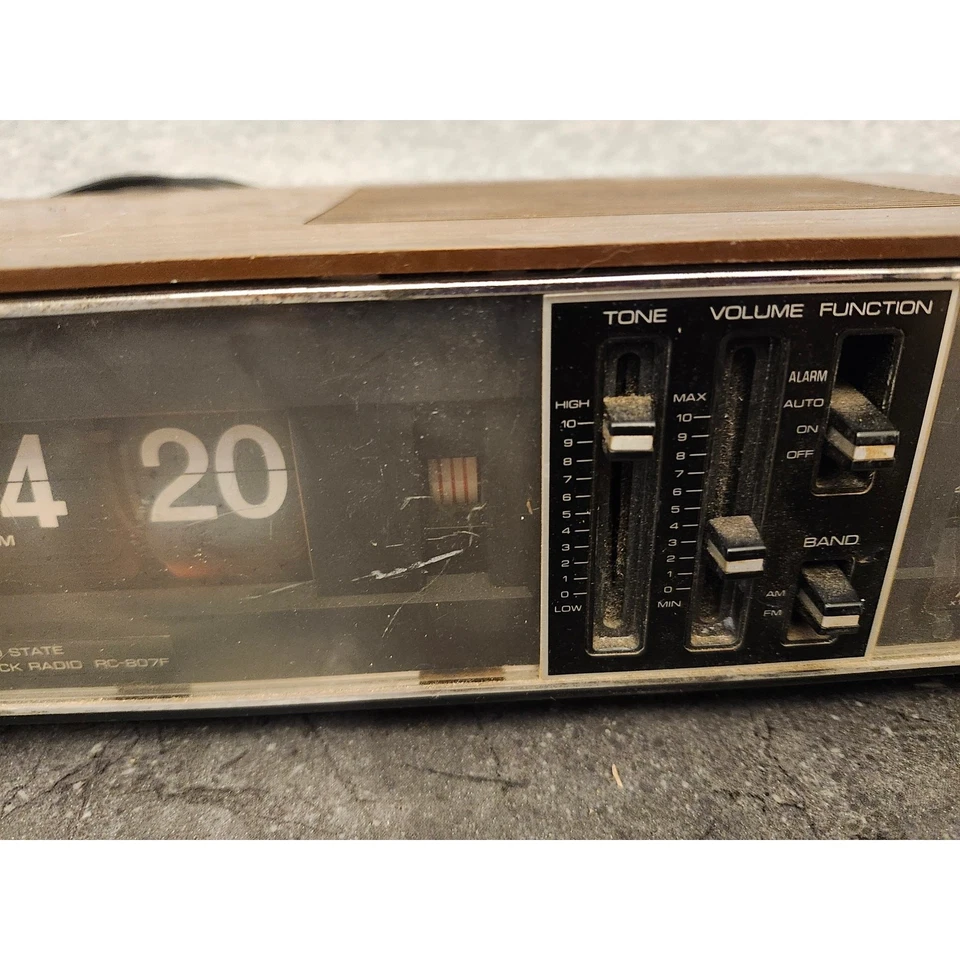 TONE VOLUME FUNCTION
ALARM
HIGH MAX AUTO
10 10
9 9 ON
8 8 OFF
7 7
6 6
5 5
4 4
3 3 BAND
2 2
1 1
0 0 AM
LOW MIN FM
4 20
M
STATE
CK RADIO RC-607F